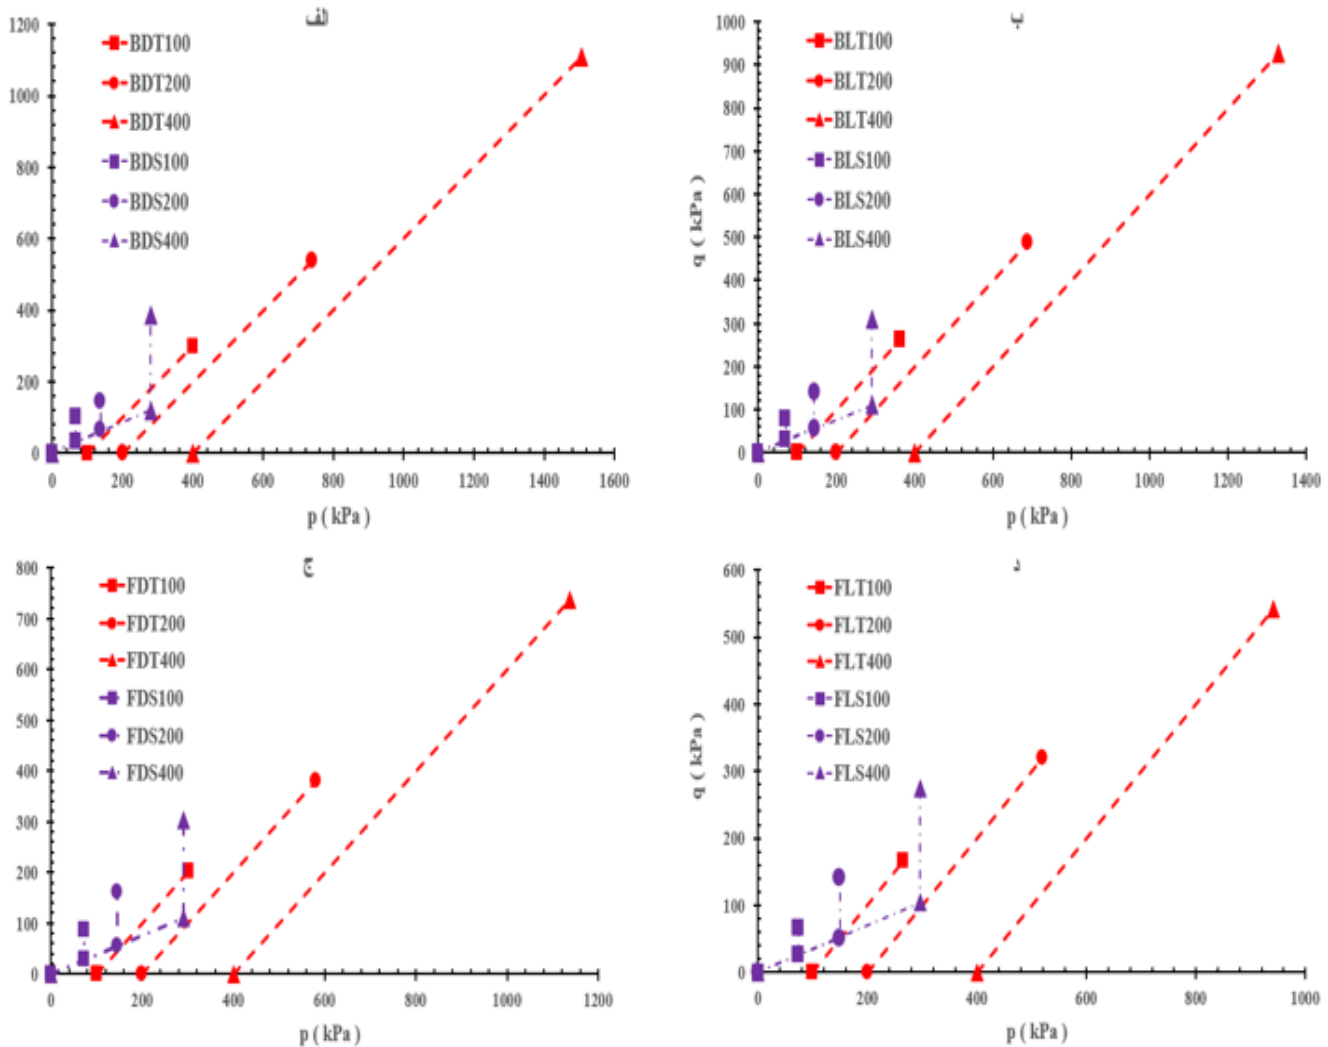 الف
1200
1000
800
600
400
200
0
BDT100
BDT200
BDT400
BDS100
BDS200
BDS400
0 200 400 600 800 1000 1200 1400 1600
p ( kPa )
ب
1000
900
800
700
600
500
400
300
200
100
0
q ( kPa )
BLT100
BLT200
BLT400
BLS100
BLS200
BLS400
0 200 400 600 800 1000 1200 1400
p ( kPa )
ج
800
700
600
500
400
300
200
100
0
FDT100
FDT200
FDT400
FDS100
FDS200
FDS400
0 200 400 600 800 1000 1200
p ( kPa )
د
600
500
400
300
200
100
0
q ( kPa )
FLT100
FLT200
FLT400
FLS100
FLS200
FLS400
0 200 400 600 800 1000
p ( kPa )